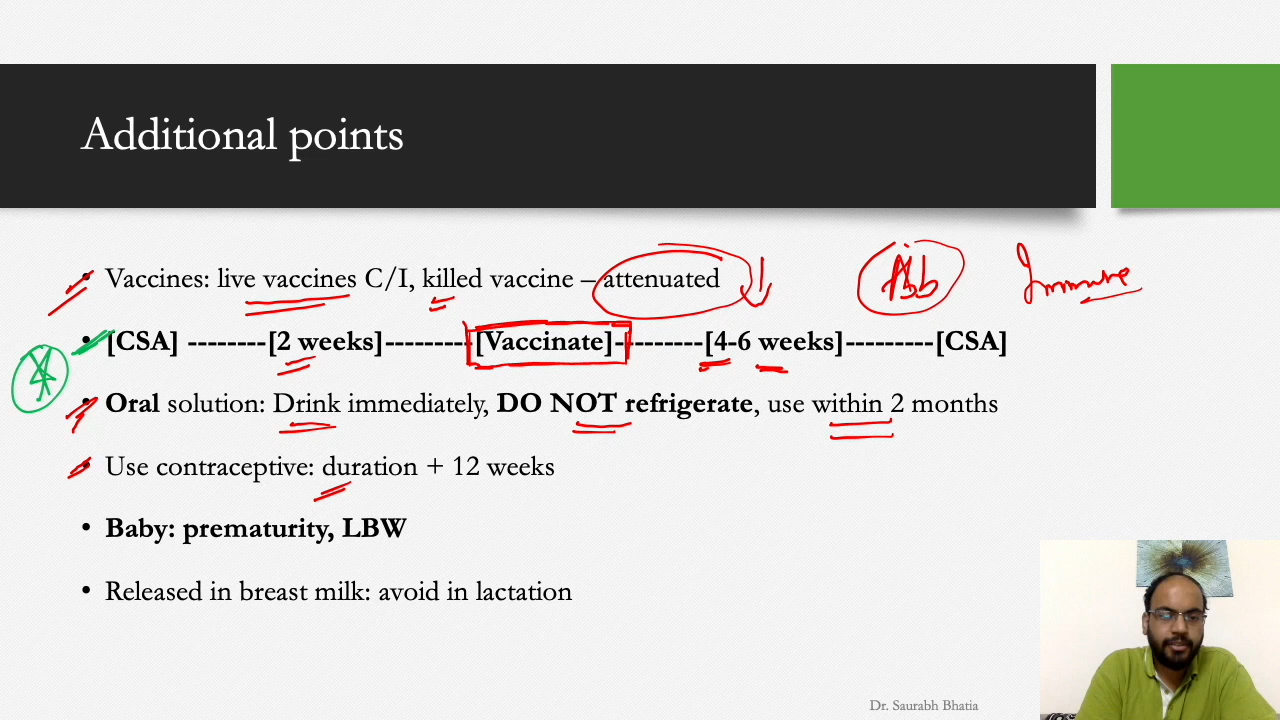 Additional points
• Vaccines: live vaccines C/I, killed vaccine – attenuated
Immune
• [CSA] --------[2 weeks]---------[Vaccinate]---------[4-6 weeks]---------[CSA]
• Oral solution: Drink immediately, DO NOT refrigerate, use within 2 months
• Use contraceptive: duration + 12 weeks
• Baby: prematurity, LBW
• Released in breast milk: avoid in lactation
Dr. Saurabh Bhatia